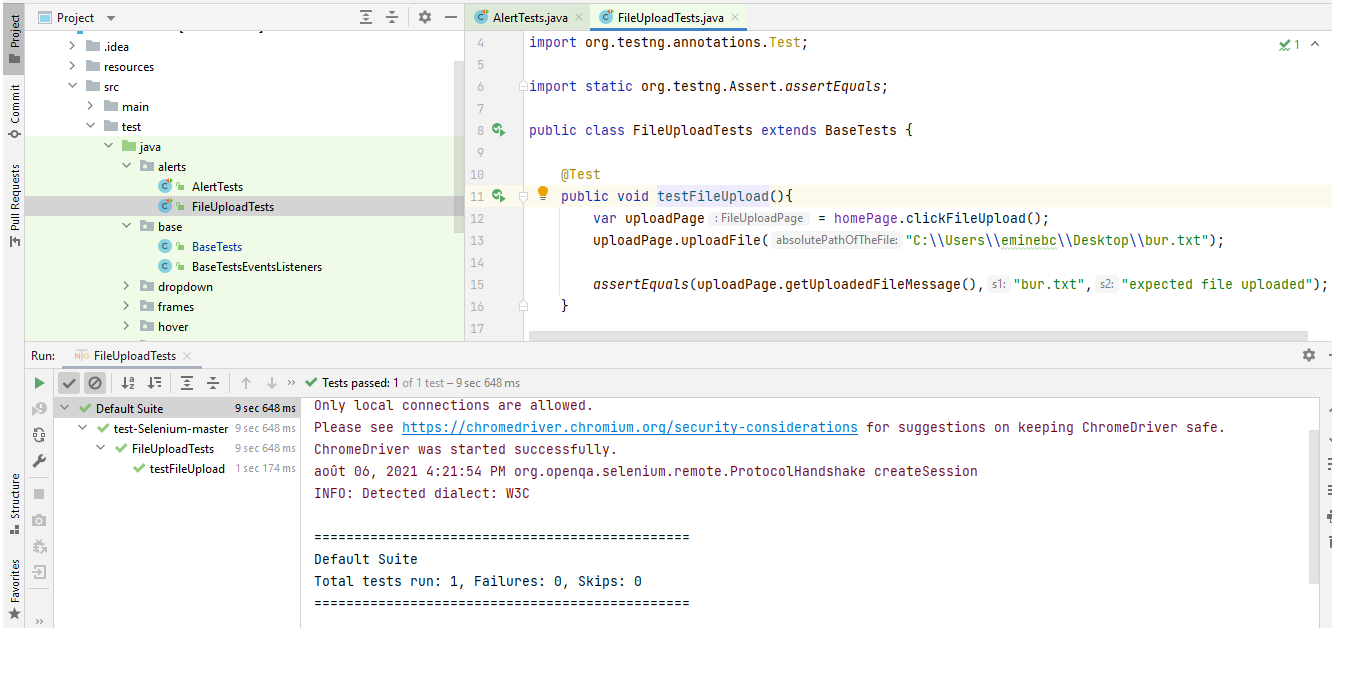 Project
AlertTests.java
FileUploadTests.java
Project
Commit
Pull Requests
.idea
resources
src
main
test
java
alerts
AlertTests
FileUploadTests
base
BaseTests
BaseTestsEventsListeners
dropdown
frames
hover
4 import org.testng.annotations.Test;
1
5
6 import static org.testng.Assert.assertEquals;
7
8 public class FileUploadTests extends BaseTests {
9
10 @Test
11 public void testFileUpload(){
12 var uploadPage : FileUploadPage = homePage.clickFileUpload();
13 uploadPage.uploadFile( absolutePathOfTheFile: "C:\\Users\\eminebc\\Desktop\\bur.txt");
14
15 assertEquals(uploadPage.getUploadedFileMessage(), s1: "bur.txt", s2: "expected file uploaded");
16 }
17
Run: FileUploadTests
Tests passed: 1 of 1 test – 9 sec 648 ms
Default Suite 9 sec 648 ms
test-Selenium-master 9 sec 648 ms
FileUploadTests 9 sec 648 ms
testFileUpload 1 sec 174 ms
Structure
Favorites
Only local connections are allowed.
Please see https://chromedriver.chromium.org/security-considerations for suggestions on keeping ChromeDriver safe.
ChromeDriver was started successfully.
août 06, 2021 4:21:54 PM org.openqa.selenium.remote.ProtocolHandshake createSession
INFO: Detected dialect: W3C
===============================================
Default Suite
Total tests run: 1, Failures: 0, Skips: 0
===============================================